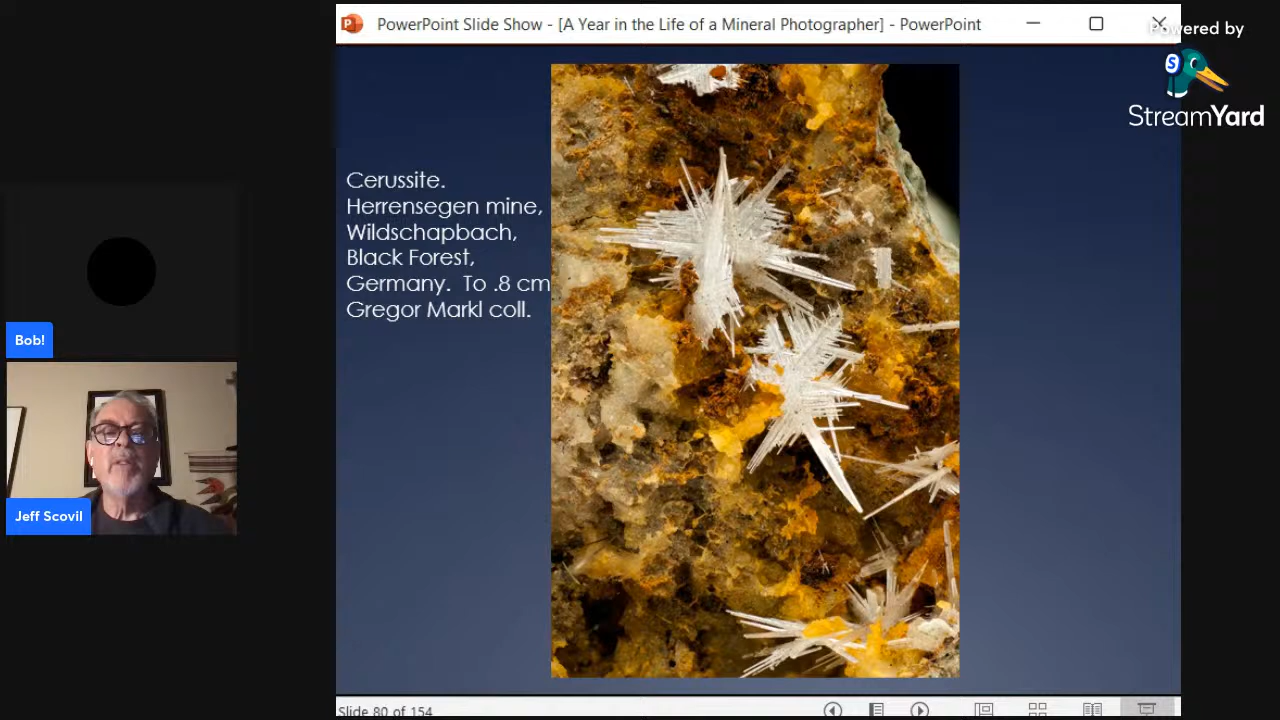 PowerPoint Slide Show - [A Year in the Life of a Mineral Photographer] - PowerPoint
Powered by
S
StreamYard
Cerussite.
Herrensegen mine,
Wildschapbach,
Black Forest,
Germany. To .8 cm
Gregor Markl coll.
Bob!
Jeff Scovil
Slide 80 of 154